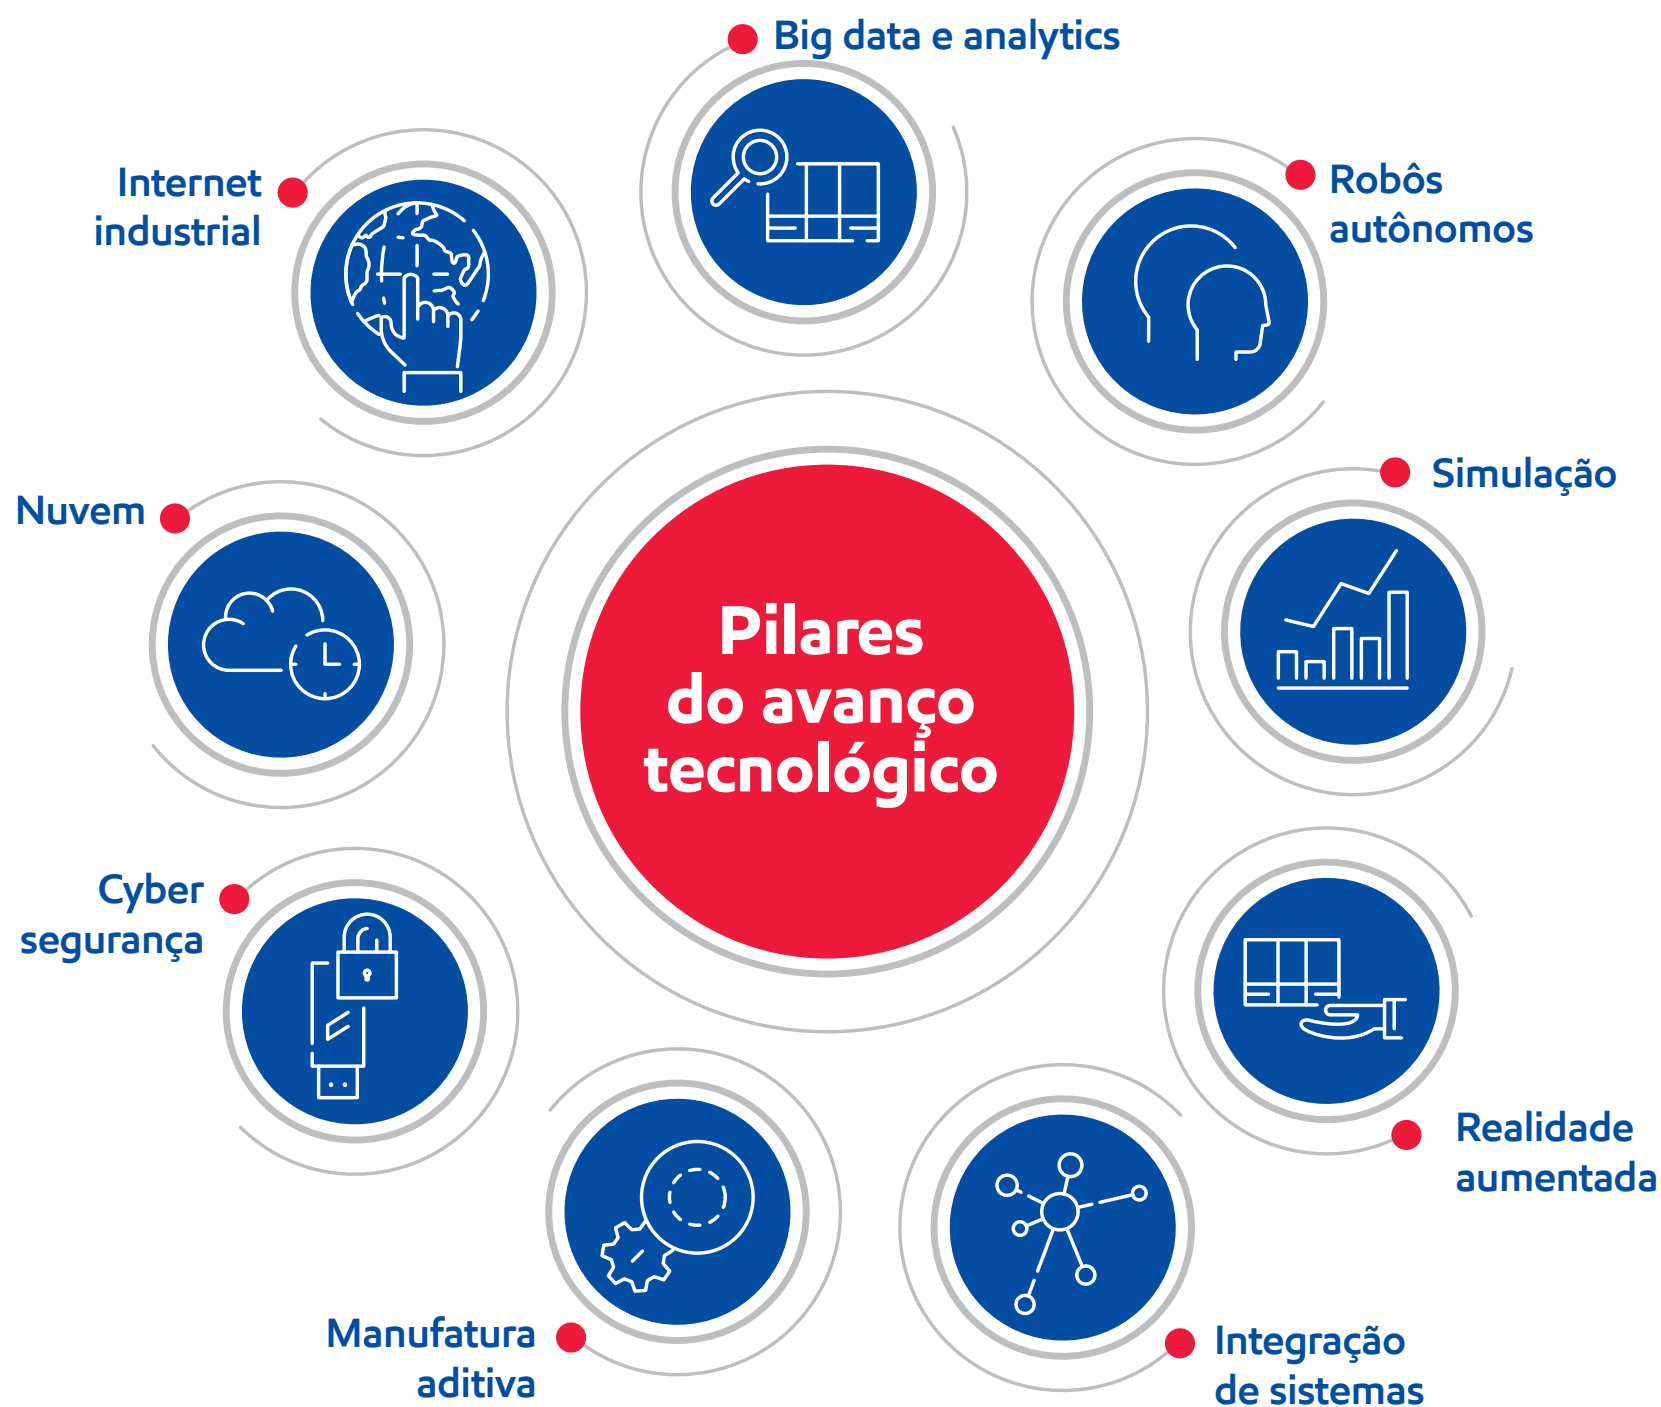 Big data e analytics
Robôs
autônomos
Simulação
Realidade
aumentada
Integração
de sistemas
Manufatura
aditiva
Cyber
segurança
Nuvem
Internet
industrial
Pilares
do avanço
tecnológico